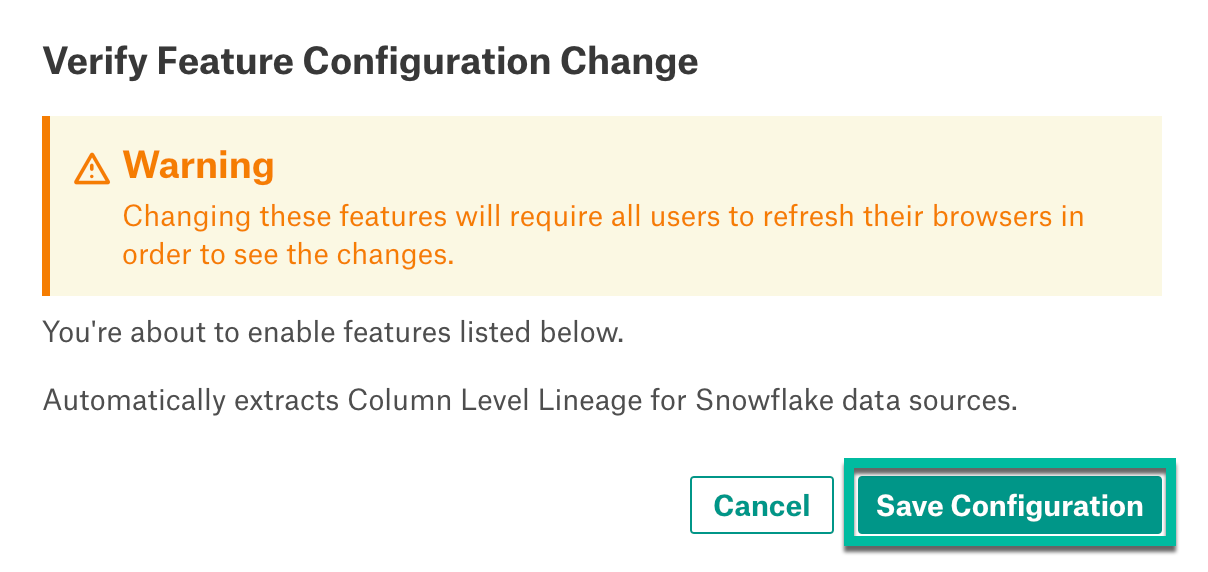 Verify Feature Configuration Change
Warning
Changing these features will require all users to refresh their browsers in
order to see the changes.
You're about to enable features listed below.
Automatically extracts Column Level Lineage for Snowflake data sources.
Cancel
Save Configuration